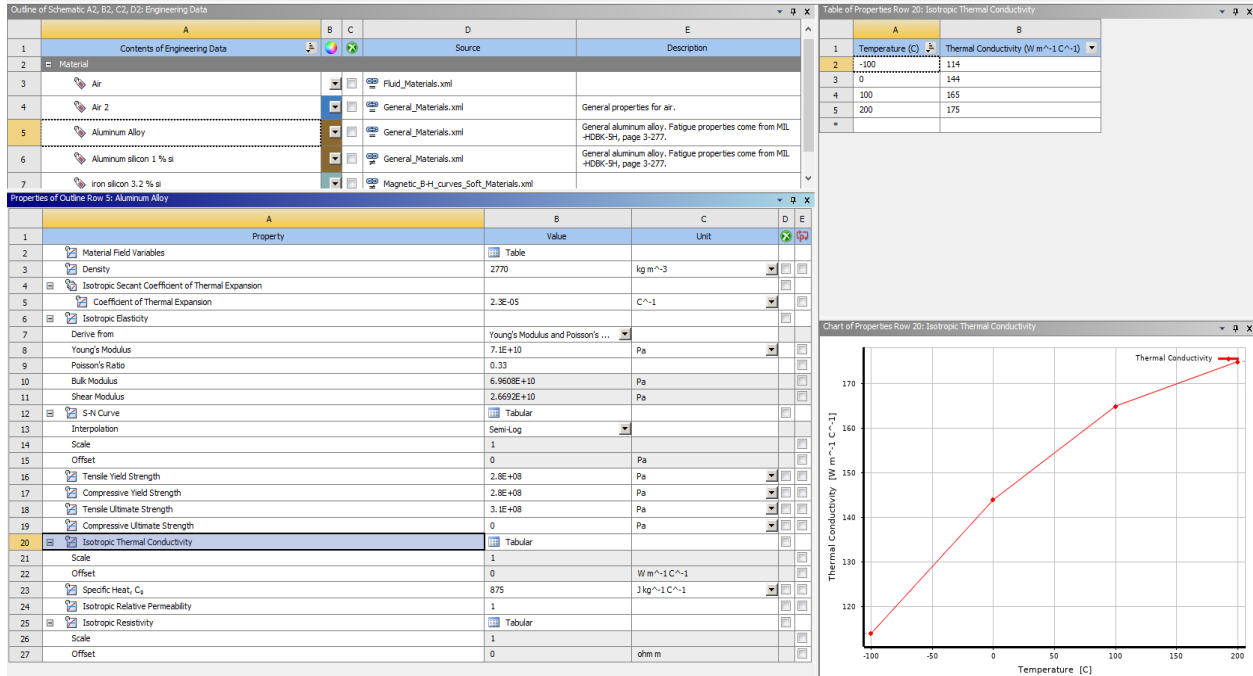 Outline of Schematic A2, B2, C2, D2: Engineering Data
A B C D E
1 Contents of Engineering Data Source Description
2 Material
3 Air Fluid_Materials.xml
4 Air 2 General_Materials.xml General properties for air.
5 Aluminum Alloy General_Materials.xml General aluminum alloy. Fatigue properties come from MIL
-HDBK-5H, page 3-277.
6 Aluminum silicon 1 % si General_Materials.xml General aluminum alloy. Fatigue properties come from MIL
-HDBK-5H, page 3-277.
7 iron silicon 3.2 % si Magnetic_B-H_curves_Soft_Materials.xml
Properties of Outline Row 5: Aluminum Alloy
A B C D E
1 Property Value Unit
2 Material Field Variables Table
3 Density 2770 kg m^-3
4 Isotropic Secant Coefficient of Thermal Expansion
5 Coefficient of Thermal Expansion 2.3E-05 C^-1
6 Isotropic Elasticity
7 Derive from Young's Modulus and Poisson's ...
8 Young's Modulus 7.1E+10 Pa
9 Poisson's Ratio 0.33
10 Bulk Modulus 6.9608E+10 Pa
11 Shear Modulus 2.6692E+10 Pa
12 S-N Curve Tabular
13 Interpolation Semi-Log
14 Scale 1
15 Offset 0 Pa
16 Tensile Yield Strength 2.8E+08 Pa
17 Compressive Yield Strength 2.8E+08 Pa
18 Tensile Ultimate Strength 3.1E+08 Pa
19 Compressive Ultimate Strength 0 Pa
20 Isotropic Thermal Conductivity Tabular
21 Scale 1
22 Offset 0 W m^-1 C^-1
23 Specific Heat, Cₚ 875 J kg^-1 C^-1
24 Isotropic Relative Permeability 1
25 Isotropic Resistivity Tabular
26 Scale 1
27 Offset 0 ohm m
Table of Properties Row 20: Isotropic Thermal Conductivity
A B
1 Temperature (C) Thermal Conductivity (W m^-1 C^-1)
2 -100 114
3 0 144
4 100 165
5 200 175
*
Chart of Properties Row 20: Isotropic Thermal Conductivity
Thermal Conductivity
Thermal Conductivity [W m^-1 C^-1]
170
160
150
140
130
120
-100 -50 0 50 100 150 200
Temperature [C]